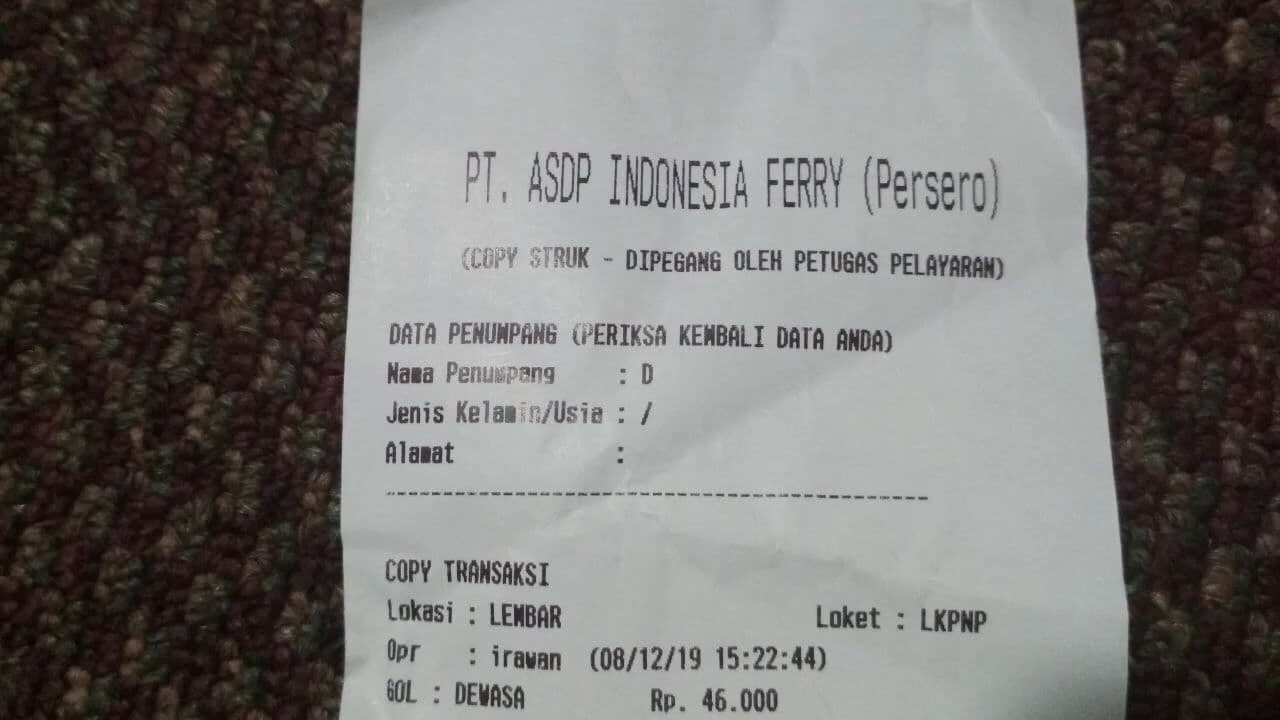 PT. ASDP INDONESIA FERRY (Persero)
(COPY STRUK - DIPEGANG OLEH PETUGAS PELAYARAN)
DATA PENUMPANG (PERIKSA KEMBALI DATA ANDA)
Nama Penumpang : D
Jenis Kelamin/Usia : /
Alamat :
------------------------------------------------
COPY TRANSAKSI
Lokasi : LEMBAR Loket : LKPNP
Opr : irawan (08/12/19 15:22:44)
GOL : DEWASA Rp. 46.000